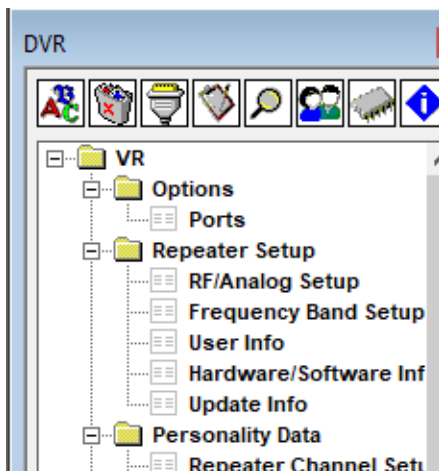 DVR
VR
Options
Ports
Repeater Setup
RF/Analog Setup
Frequency Band Setup
User Info
Hardware/Software Inf
Update Info
Personality Data
Repeater Channel Setu